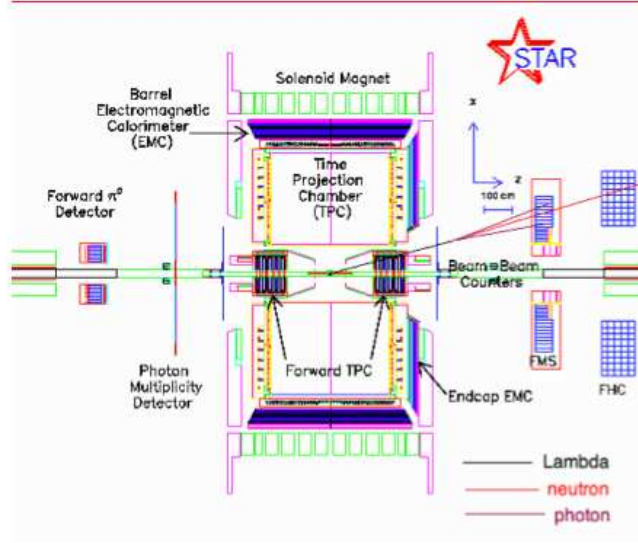 STAR
Solenoid Magnet
Barrel
Electromagnetic
Calorimeter
(EMC)
x
z
100 cm
Time
Projection
Chamber
(TPC)
Forward π⁰
Detector
Beam-Beam
Counters
Photon
Multiplicity
Detector
Forward TPC
Endcap EMC
FMS
FHC
Lambda
neutron
photon